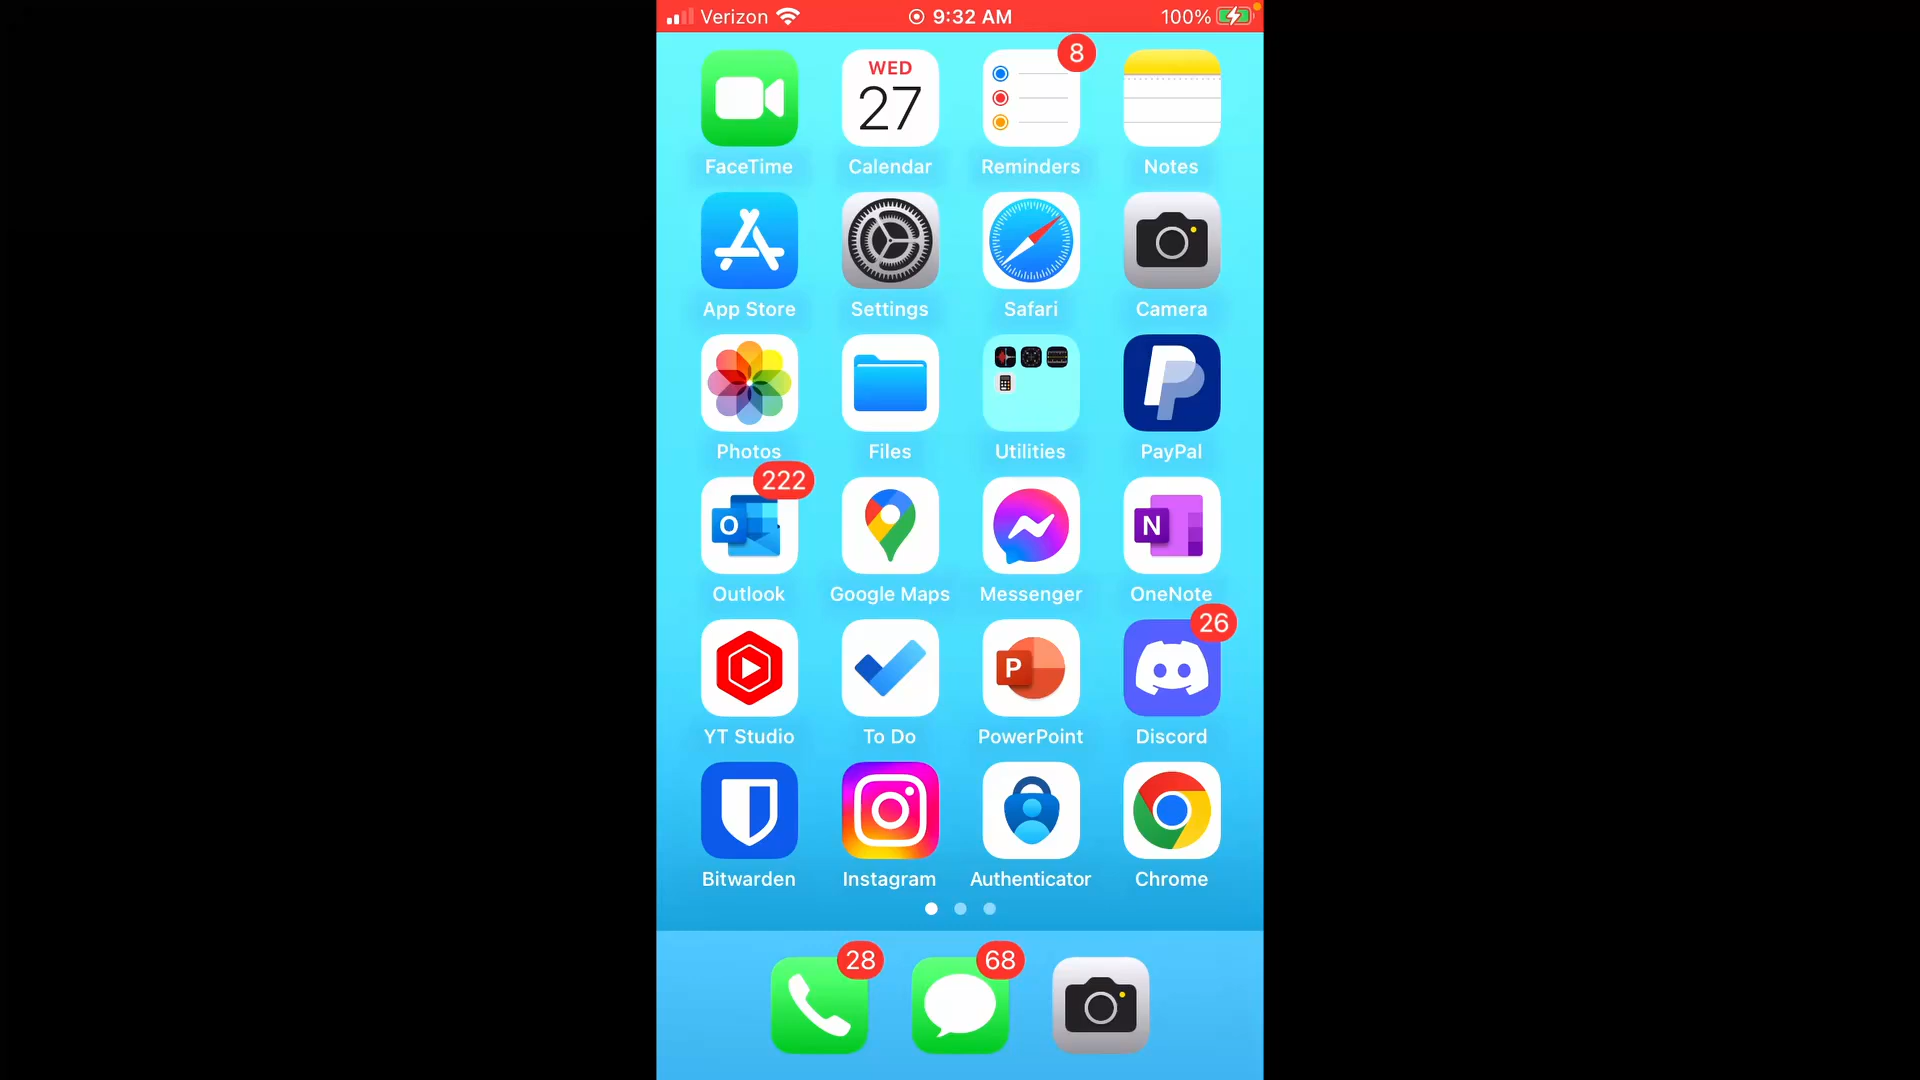 Verizon 9:32 AM 100%
8
WED
27
FaceTime Calendar Reminders Notes
App Store Settings Safari Camera
Photos Files Utilities PayPal
222
O N
Outlook Google Maps Messenger OneNote
26
P
YT Studio To Do PowerPoint Discord
Bitwarden Instagram Authenticator Chrome
28 68